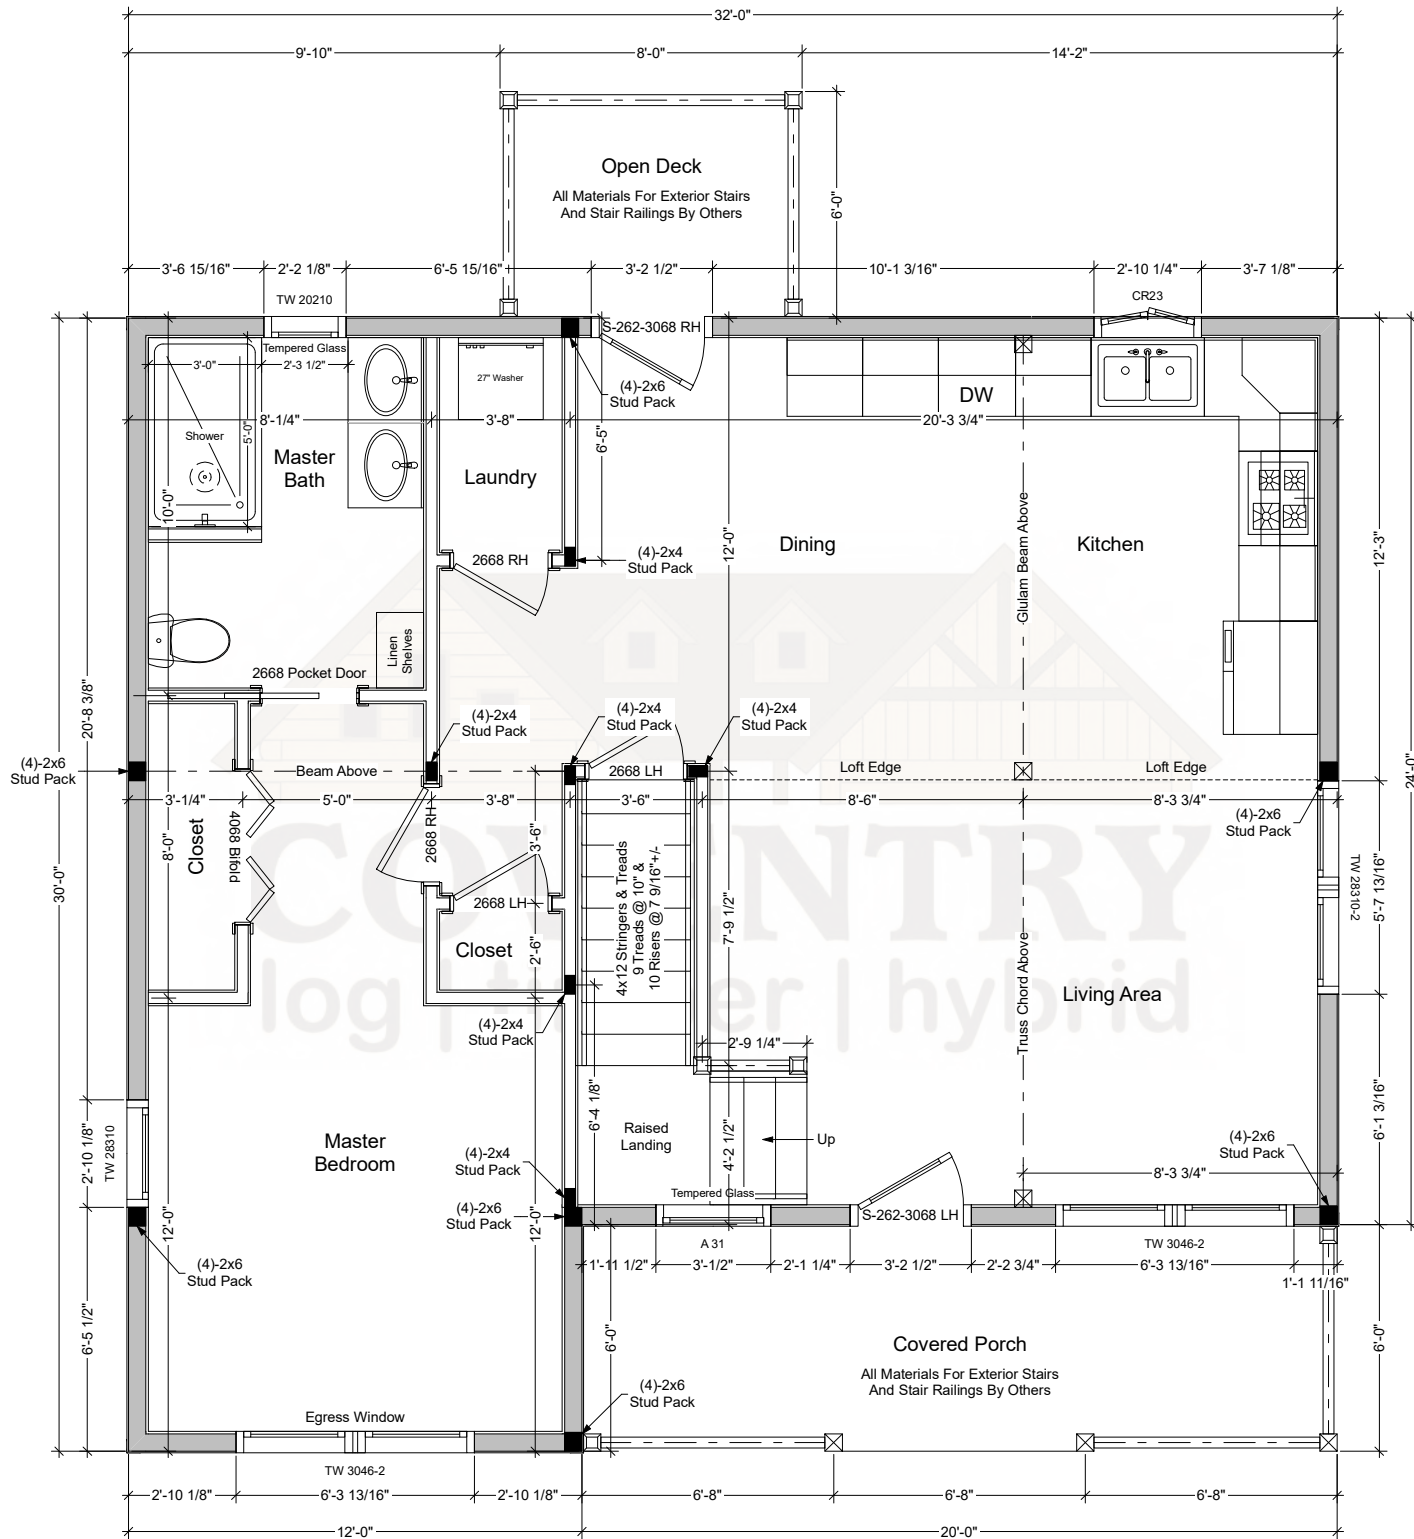 32'-0"
9'-10"
8'-0"
14'-2"
Open Deck
All Materials For Exterior Stairs
And Stair Railings By Others
6'-0"
3'-6 15/16"
2'-2 1/8"
6'-5 15/16"
3'-2 1/2"
10'-1 3/16"
2'-10 1/4"
3'-7 1/8"
TW 20210
CR23
S-262-3068 RH
Tempered Glass
3'-0"
2'-3 1/2"
27" Washer
(4)-2x6
Stud Pack
DW
8'-1/4"
3'-8"
20'-3 3/4"
Shower
5'-0"
6'-5"
Master
Bath
Laundry
10'-0"
12'-0"
Dining
Kitchen
Glulam Beam Above
12'-3"
2668 RH
(4)-2x4
Stud Pack
Linen
Shelves
2668 Pocket Door
20'-8 3/8"
(4)-2x4
Stud Pack
(4)-2x4
Stud Pack
(4)-2x4
Stud Pack
(4)-2x6
Stud Pack
Beam Above
2668 LH
Loft Edge
Loft Edge
24'-0"
3'-1/4"
5'-0"
3'-8"
3'-6"
8'-6"
8'-3 3/4"
(4)-2x6
Stud Pack
Closet
8'-0"
4068 Bifold
2668 RH
3'-6"
30'-0"
COVENTRY
log | timber | hybrid
4x12 Stringers & Treads
9 Treads @ 10" &
10 Risers @ 7 9/16"+/-
7'-9 1/2"
TW 28310-2
5'-7 13/16"
2668 LH
Closet
2'-6"
Living Area
Truss Chord Above
(4)-2x4
Stud Pack
2'-9 1/4"
6'-4 1/8"
Raised
Landing
4'-2 1/2"
Up
6'-1 3/16"
2'-10 1/8"
TW 28310
Master
Bedroom
(4)-2x4
Stud Pack
(4)-2x6
Stud Pack
(4)-2x6
Stud Pack
8'-3 3/4"
Tempered Glass
S-262-3068 LH
12'-0"
12'-0"
A 31
TW 3046-2
(4)-2x6
Stud Pack
1'-11 1/2"
3'-1/2"
2'-1 1/4"
3'-2 1/2"
2'-2 3/4"
6'-3 13/16"
1'-1 11/16"
6'-5 1/2"
6'-0"
Covered Porch
All Materials For Exterior Stairs
And Stair Railings By Others
6'-0"
(4)-2x6
Stud Pack
Egress Window
TW 3046-2
2'-10 1/8"
6'-3 13/16"
2'-10 1/8"
6'-8"
6'-8"
6'-8"
12'-0"
20'-0"